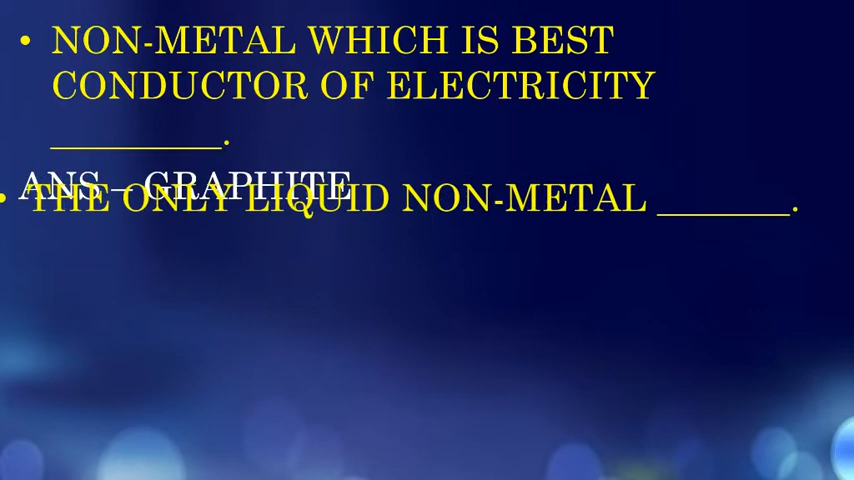 • NON-METAL WHICH IS BEST
CONDUCTOR OF ELECTRICITY
_________.
ANS – GRAPHITE
• THE ONLY LIQUID NON-METAL _______.